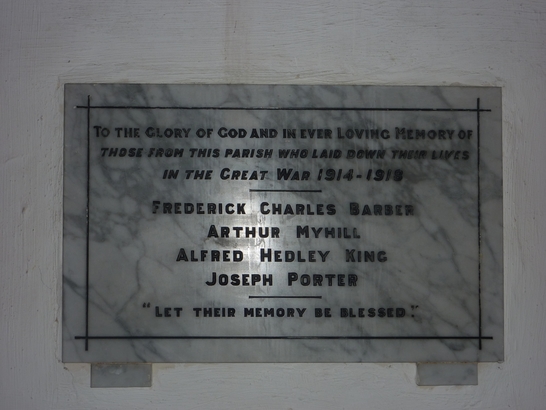 TO THE GLORY OF GOD AND IN EVER LOVING MEMORY OF
THOSE FROM THIS PARISH WHO LAID DOWN THEIR LIVES
IN THE GREAT WAR 1914-1918
FREDERICK CHARLES BARBER
ARTHUR MYHILL
ALFRED HEDLEY KING
JOSEPH PORTER
"LET THEIR MEMORY BE BLESSED."